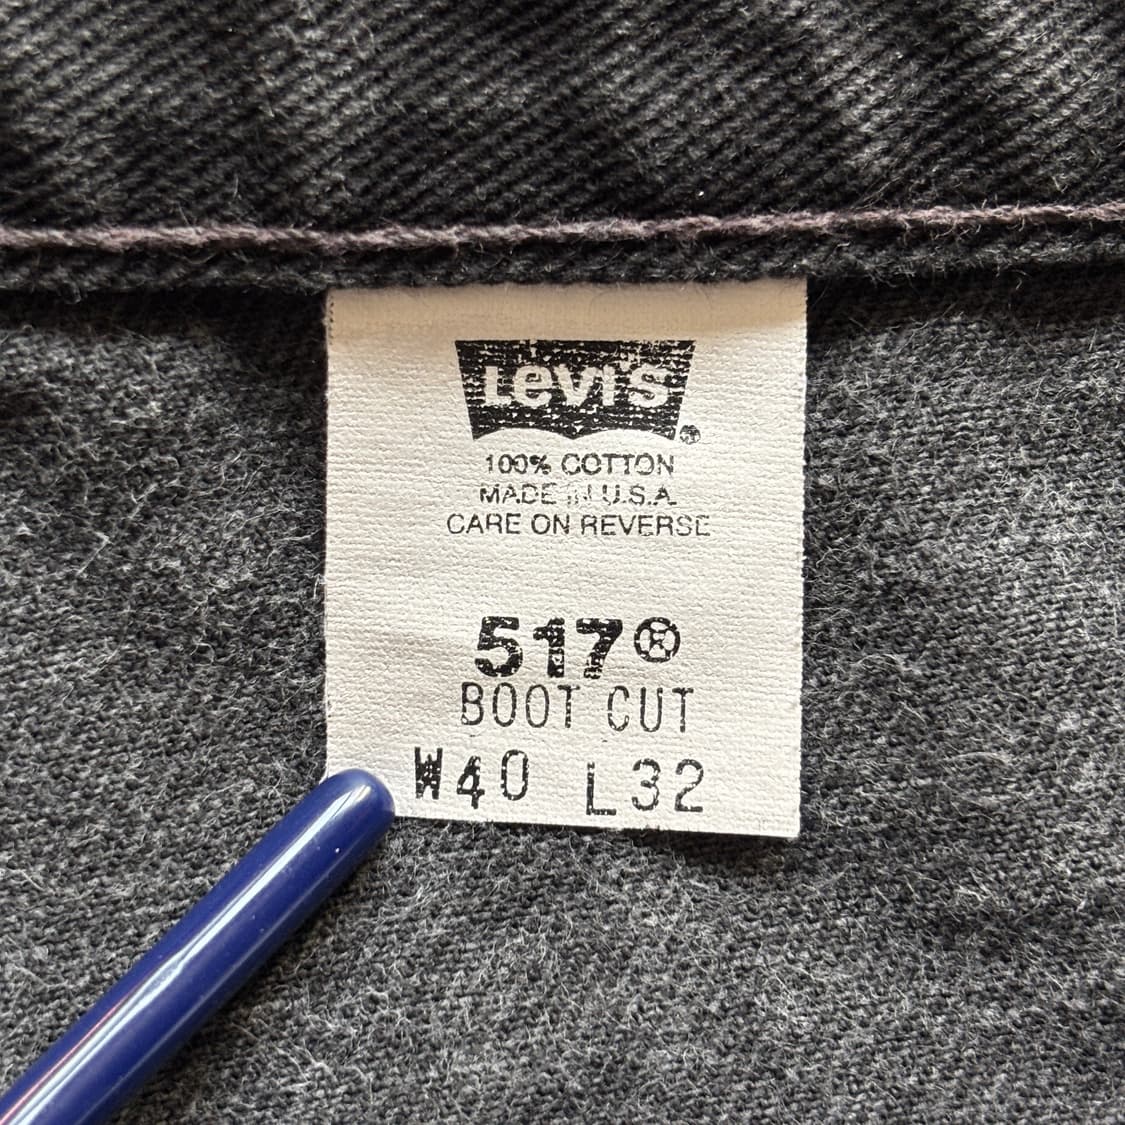 Levi's®
100% COTTON
MADE IN U.S.A.
CARE ON REVERSE
517®
BOOT CUT
W40 L32